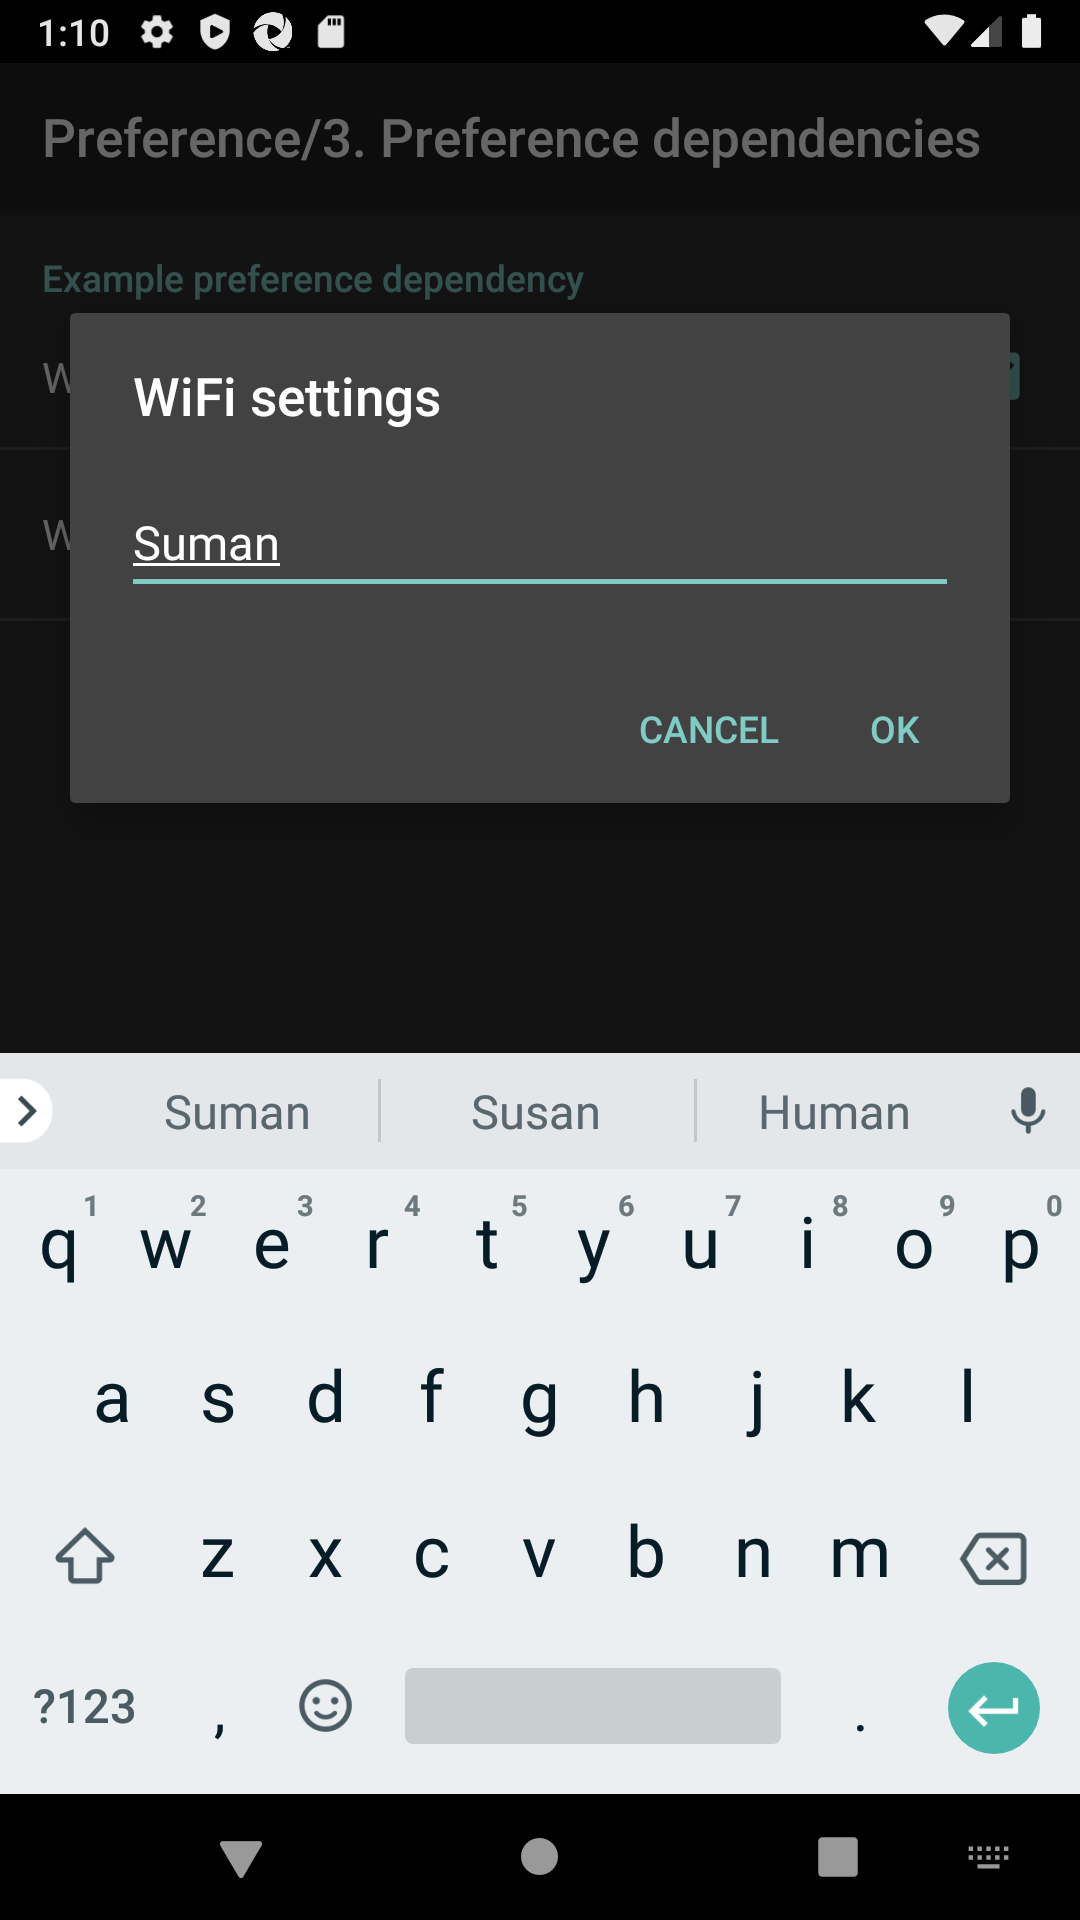 1:10
Preference/3. Preference dependencies
Example preference dependency
W
WiFi settings
W
Suman
CANCEL OK
Suman Susan Human
1 2 3 4 5 6 7 8 9 0
q w e r t y u i o p
a s d f g h j k l
z x c v b n m
?123 , .